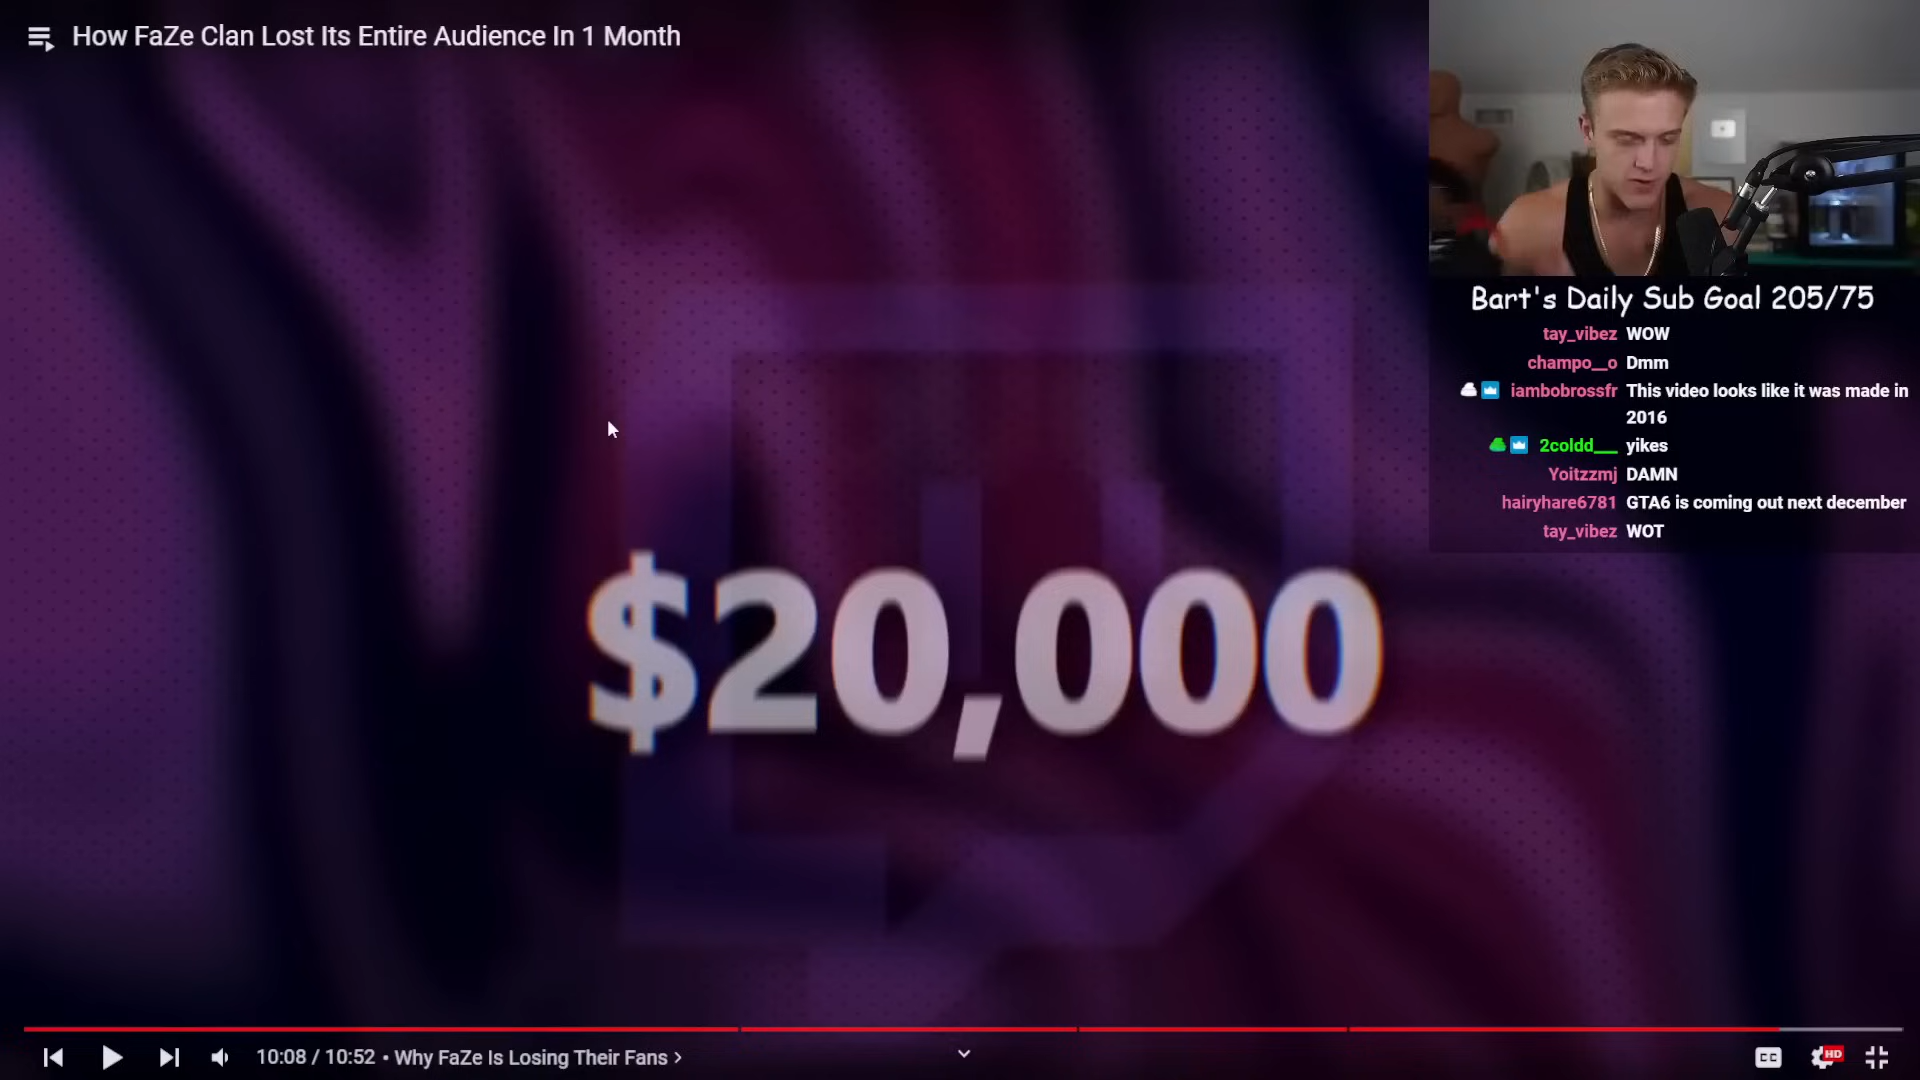 How FaZe Clan Lost Its Entire Audience In 1 Month
Bart's Daily Sub Goal 205/75
tay_vibez WOW
champo__o Dmm
iambobrossfr This video looks like it was made in
2016
2coldd___ yikes
Yoitzzmj DAMN
hairyhare6781 GTA6 is coming out next december
tay_vibez WOT
$20,000
10:08 / 10:52 • Why FaZe Is Losing Their Fans >
CC
HD